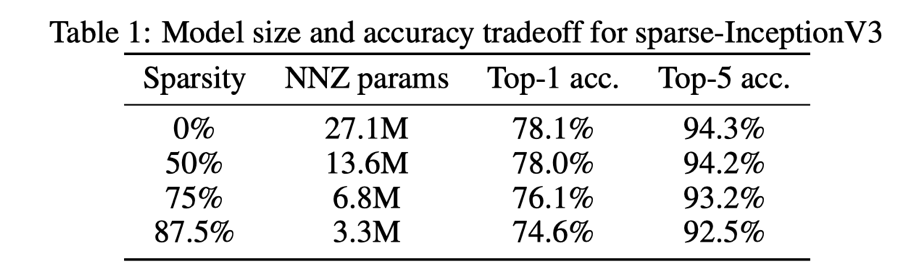 Table 1: Model size and accuracy tradeoff for sparse-InceptionV3
Sparsity NNZ params Top-1 acc. Top-5 acc.
0% 27.1M 78.1% 94.3%
50% 13.6M 78.0% 94.2%
75% 6.8M 76.1% 93.2%
87.5% 3.3M 74.6% 92.5%